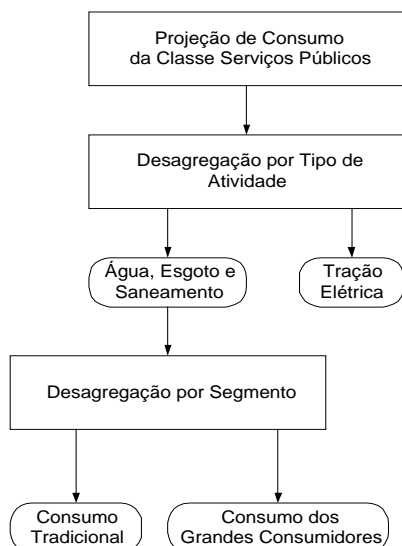 Projeção de Consumo
da Classe Serviços Públicos
Desagregação por Tipo de
Atividade
Água, Esgoto e
Saneamento
Tração
Elétrica
Desagregação por Segmento
Consumo
Tradicional
Consumo dos
Grandes Consumidores